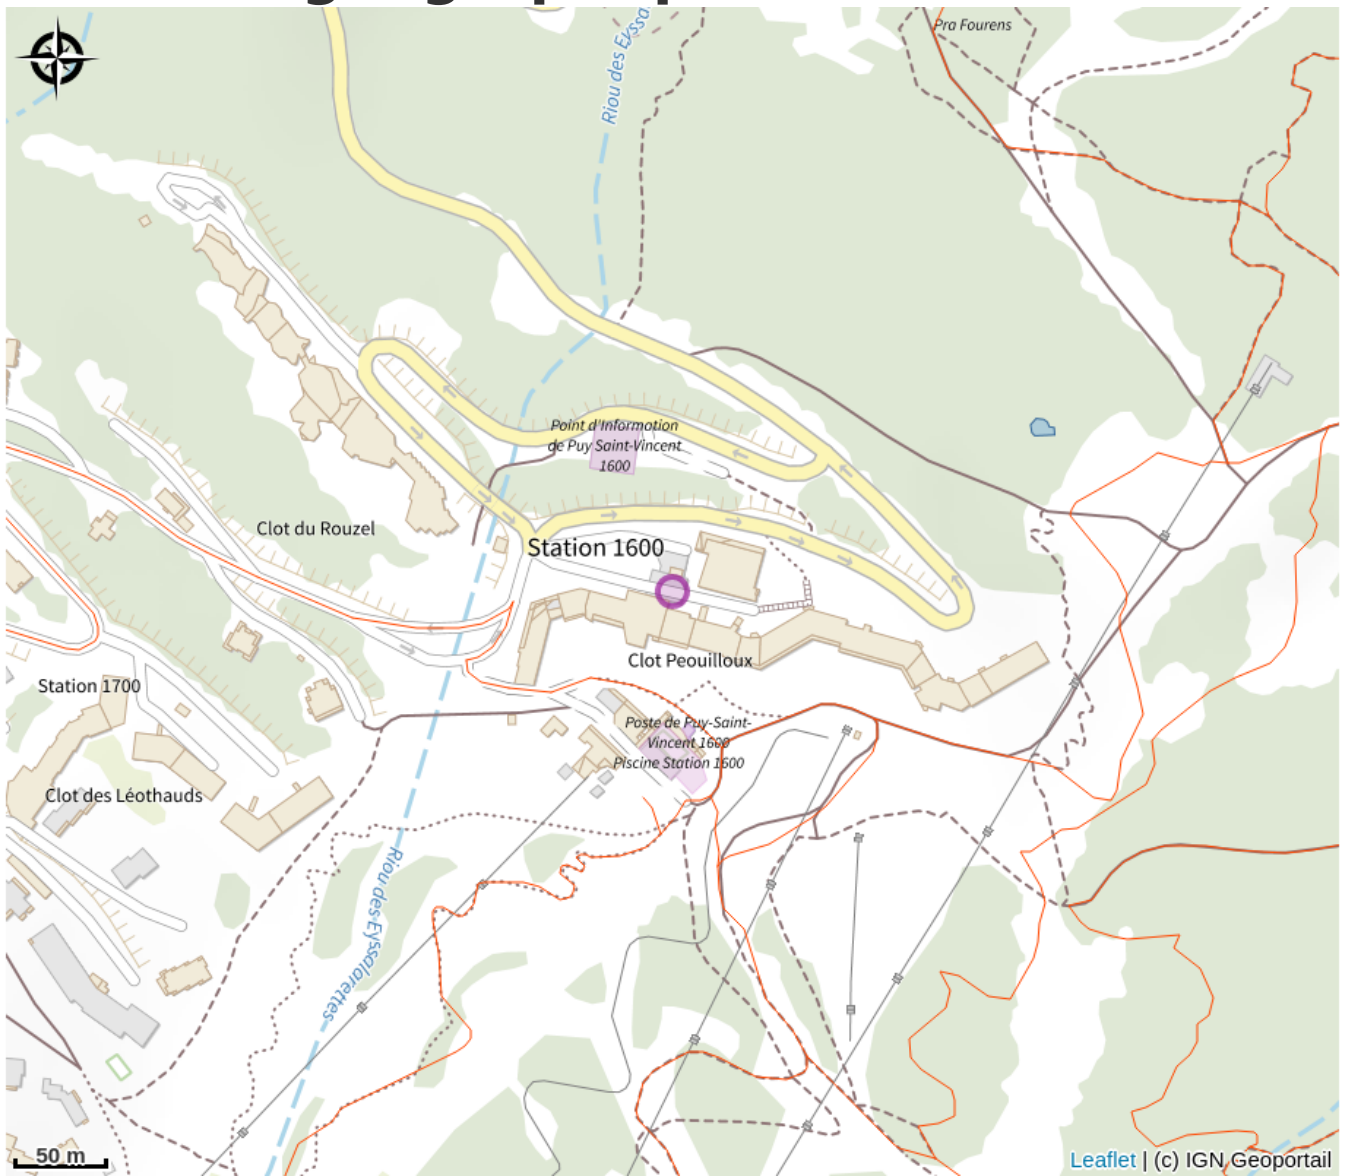 Pra Fourens
Riou des Eyssa
Point d'Information
de Puy Saint-Vincent
1600
Clot du Rouzel
Station 1600
Clot Peouilloux
Station 1700
Poste de Puy-Saint-
Vincent 1600
Piscine Station 1600
Clot des Léothauds
Riou des Eyssalarettes
50 m
Leaflet | (c) IGN Geoportail